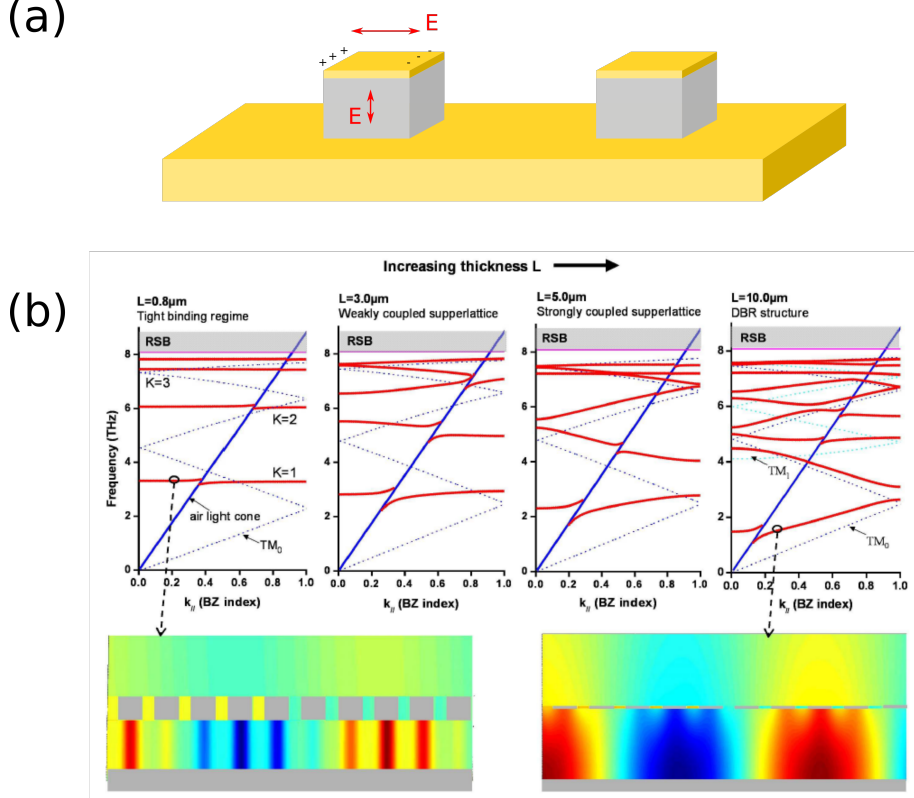 (a)
E
+ + +
- - -
E
(b)
Increasing thickness L
L=0.8μm
Tight binding regime
L=3.0μm
Weakly coupled supperlattice
L=5.0μm
Strongly coupled supperlattice
L=10.0μm
DBR structure
RSB
RSB
RSB
RSB
8
6
4
2
0
Frequency (THz)
K=3
K=2
K=1
air light cone
TM0
0.0 0.2 0.4 0.6 0.8 1.0
k// (BZ index)
8
6
4
2
0
0.0 0.2 0.4 0.6 0.8 1.0
k// (BZ index)
8
6
4
2
0
0.0 0.2 0.4 0.6 0.8 1.0
k// (BZ index)
8
6
4
2
0
TM1
TM0
0.0 0.2 0.4 0.6 0.8 1.0
k// (BZ index)